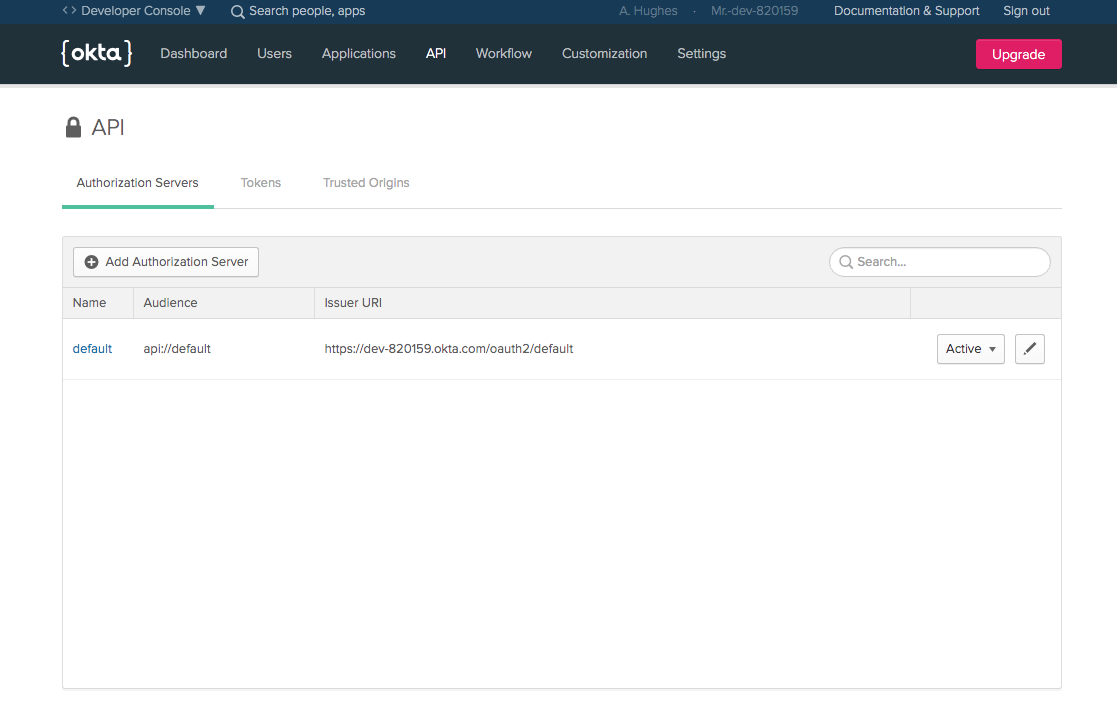 <> Developer Console ▼ Search people, apps A. Hughes · Mr.-dev-820159 Documentation & Support Sign out
{okta} Dashboard Users Applications API Workflow Customization Settings Upgrade
API
Authorization Servers Tokens Trusted Origins
Add Authorization Server Search...
Name Audience Issuer URI
default api://default https://dev-820159.okta.com/oauth2/default Active